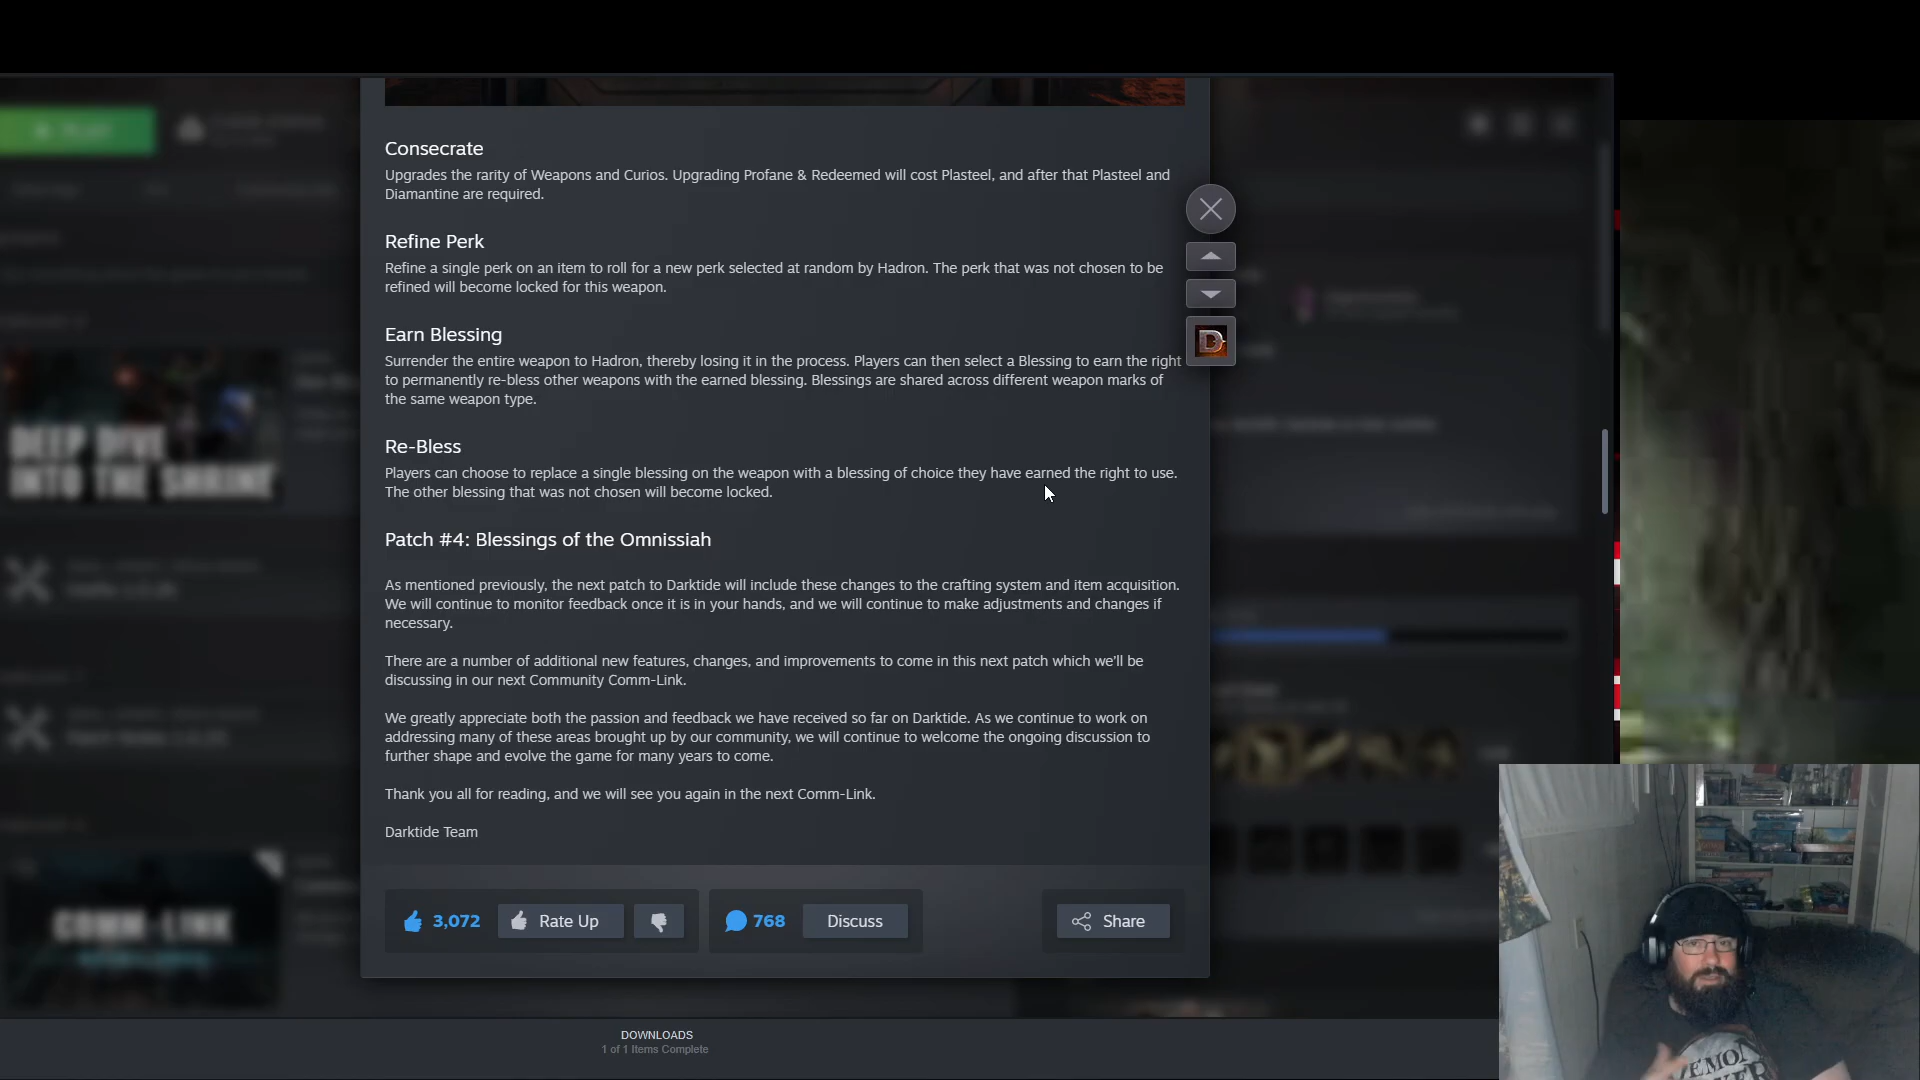 Consecrate
Upgrades the rarity of Weapons and Curios. Upgrading Profane & Redeemed will cost Plasteel, and after that Plasteel and
Diamantine are required.
Refine Perk
Refine a single perk on an item to roll for a new perk selected at random by Hadron. The perk that was not chosen to be
refined will become locked for this weapon.
Earn Blessing
Surrender the entire weapon to Hadron, thereby losing it in the process. Players can then select a Blessing to earn the right
to permanently re-bless other weapons with the earned blessing. Blessings are shared across different weapon marks of
the same weapon type.
Re-Bless
Players can choose to replace a single blessing on the weapon with a blessing of choice they have earned the right to use.
The other blessing that was not chosen will become locked.
Patch #4: Blessings of the Omnissiah
As mentioned previously, the next patch to Darktide will include these changes to the crafting system and item acquisition.
We will continue to monitor feedback once it is in your hands, and we will continue to make adjustments and changes if
necessary.
There are a number of additional new features, changes, and improvements to come in this next patch which we'll be
discussing in our next Community Comm-Link.
We greatly appreciate both the passion and feedback we have received so far on Darktide. As we continue to work on
addressing many of these areas brought up by our community, we will continue to welcome the ongoing discussion to
further shape and evolve the game for many years to come.
Thank you all for reading, and we will see you again in the next Comm-Link.
Darktide Team
3,072
Rate Up
768
Discuss
Share
PLAY
DEEP DIVE
INTO THE SHRINE
COMM-LINK
D
DOWNLOADS
1 of 1 Items Complete